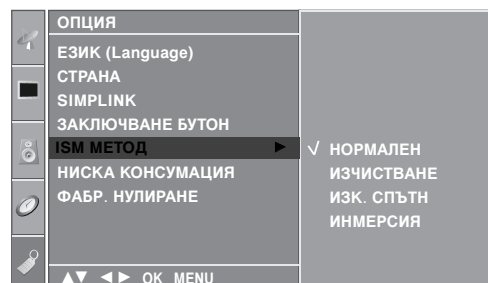 ОПЦИЯ
ЕЗИК (Language)
СТРАНА
SIMPLINK
ЗАКЛЮЧВАНЕ БУТОН
ISM МЕТОД ►
НИСКА КОНСУМАЦИЯ
ФАБР. НУЛИРАНЕ
√ НОРМАЛЕН
ИЗЧИСТВАНЕ
ИЗК. СПЪТН
ИНМЕРСИЯ
▲▼ ◄► OK MENU